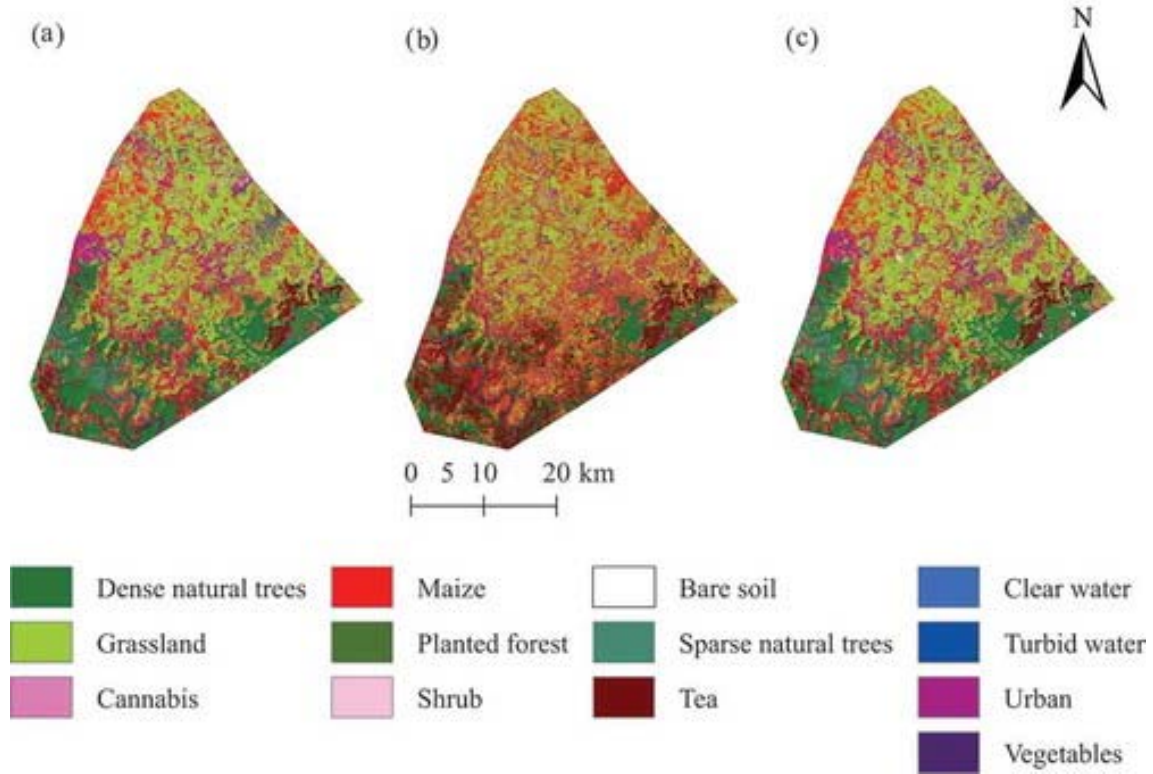 (a) (b) (c) N
0 5 10 20 km
Dense natural trees Maize Bare soil Clear water
Grassland Planted forest Sparse natural trees Turbid water
Cannabis Shrub Tea Urban
Vegetables